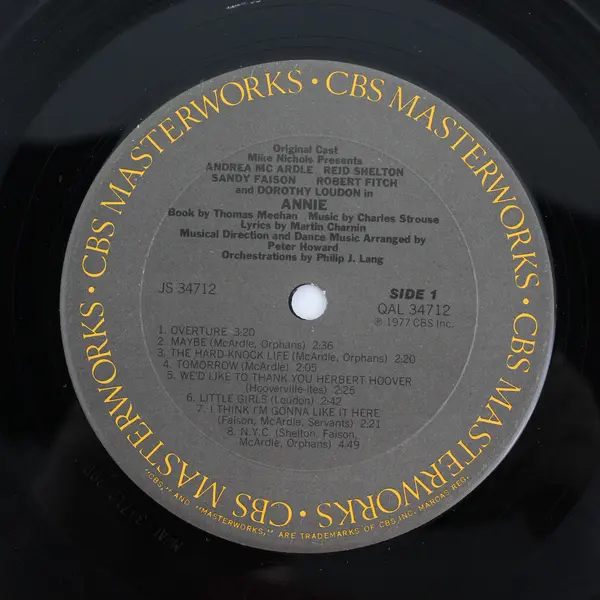 CBS MASTERWORKS · CBS MASTERWORKS · CBS MASTERWORKS · CBS MASTERWORKS ·
Original Cast
Mike Nichols Presents
ANDREA MC ARDLE REID SHELTON
SANDY FAISON ROBERT FITCH
and DOROTHY LOUDON in
ANNIE
Book by Thomas Meehan Music by Charles Strouse
Lyrics by Martin Charnin
Musical Direction and Dance Music Arranged by
Peter Howard
Orchestrations by Philip J. Lang
JS 34712
SIDE 1
QAL 34712
℗ 1977 CBS Inc.
1. OVERTURE 3:20
2. MAYBE (McArdle, Orphans) 2:36
3. THE HARD-KNOCK LIFE (McArdle, Orphans) 2:20
4. TOMORROW (McArdle) 2:05
5. WE'D LIKE TO THANK YOU HERBERT HOOVER
(Hooverville-ites) 2:25
6. LITTLE GIRLS (Loudon) 2:42
7. I THINK I'M GONNA LIKE IT HERE
(Faison, McArdle, Servants) 2:21
8. N.Y.C. (Shelton, Faison,
McArdle, Orphans) 4:49
"CBS," AND "MASTERWORKS," ARE TRADEMARKS OF CBS INC. MARCAS REG.